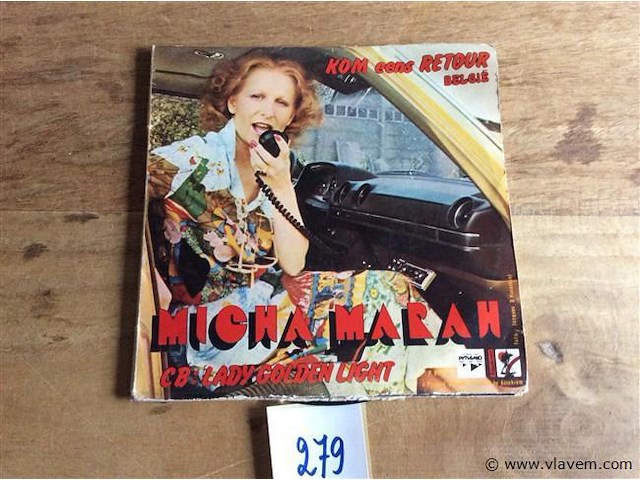 KOM eens RETOUR
BELGIË
MICHA MARAH
CB LADY GOLDEN LIGHT
279
© www.vlavem.com